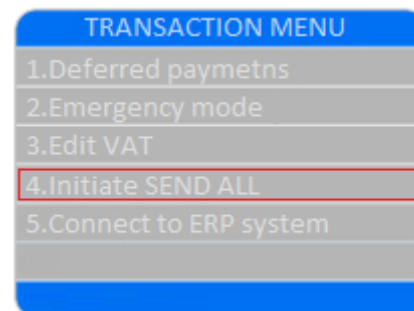 TRANSACTION MENU
1.Deferred paymetns
2.Emergency mode
3.Edit VAT
4.Initiate SEND ALL
5.Connect to ERP system